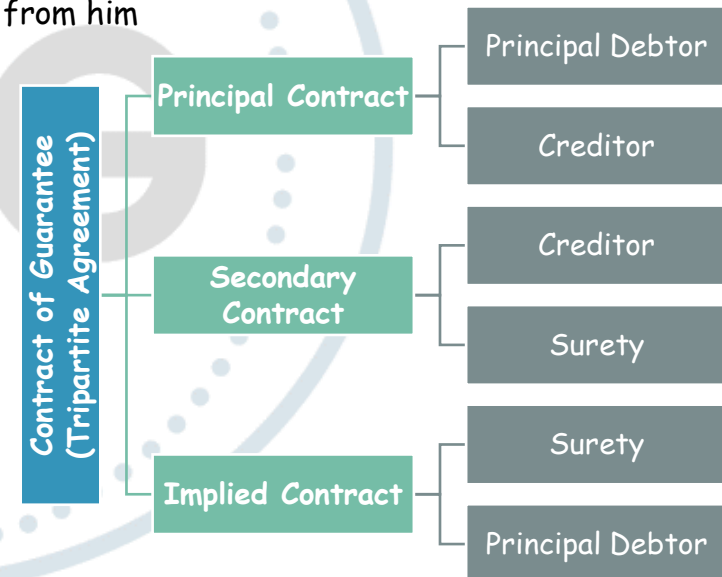 from him
Contract of Guarantee
(Tripartite Agreement)
Principal Contract
Principal Debtor
Creditor
Secondary
Contract
Creditor
Surety
Implied Contract
Surety
Principal Debtor